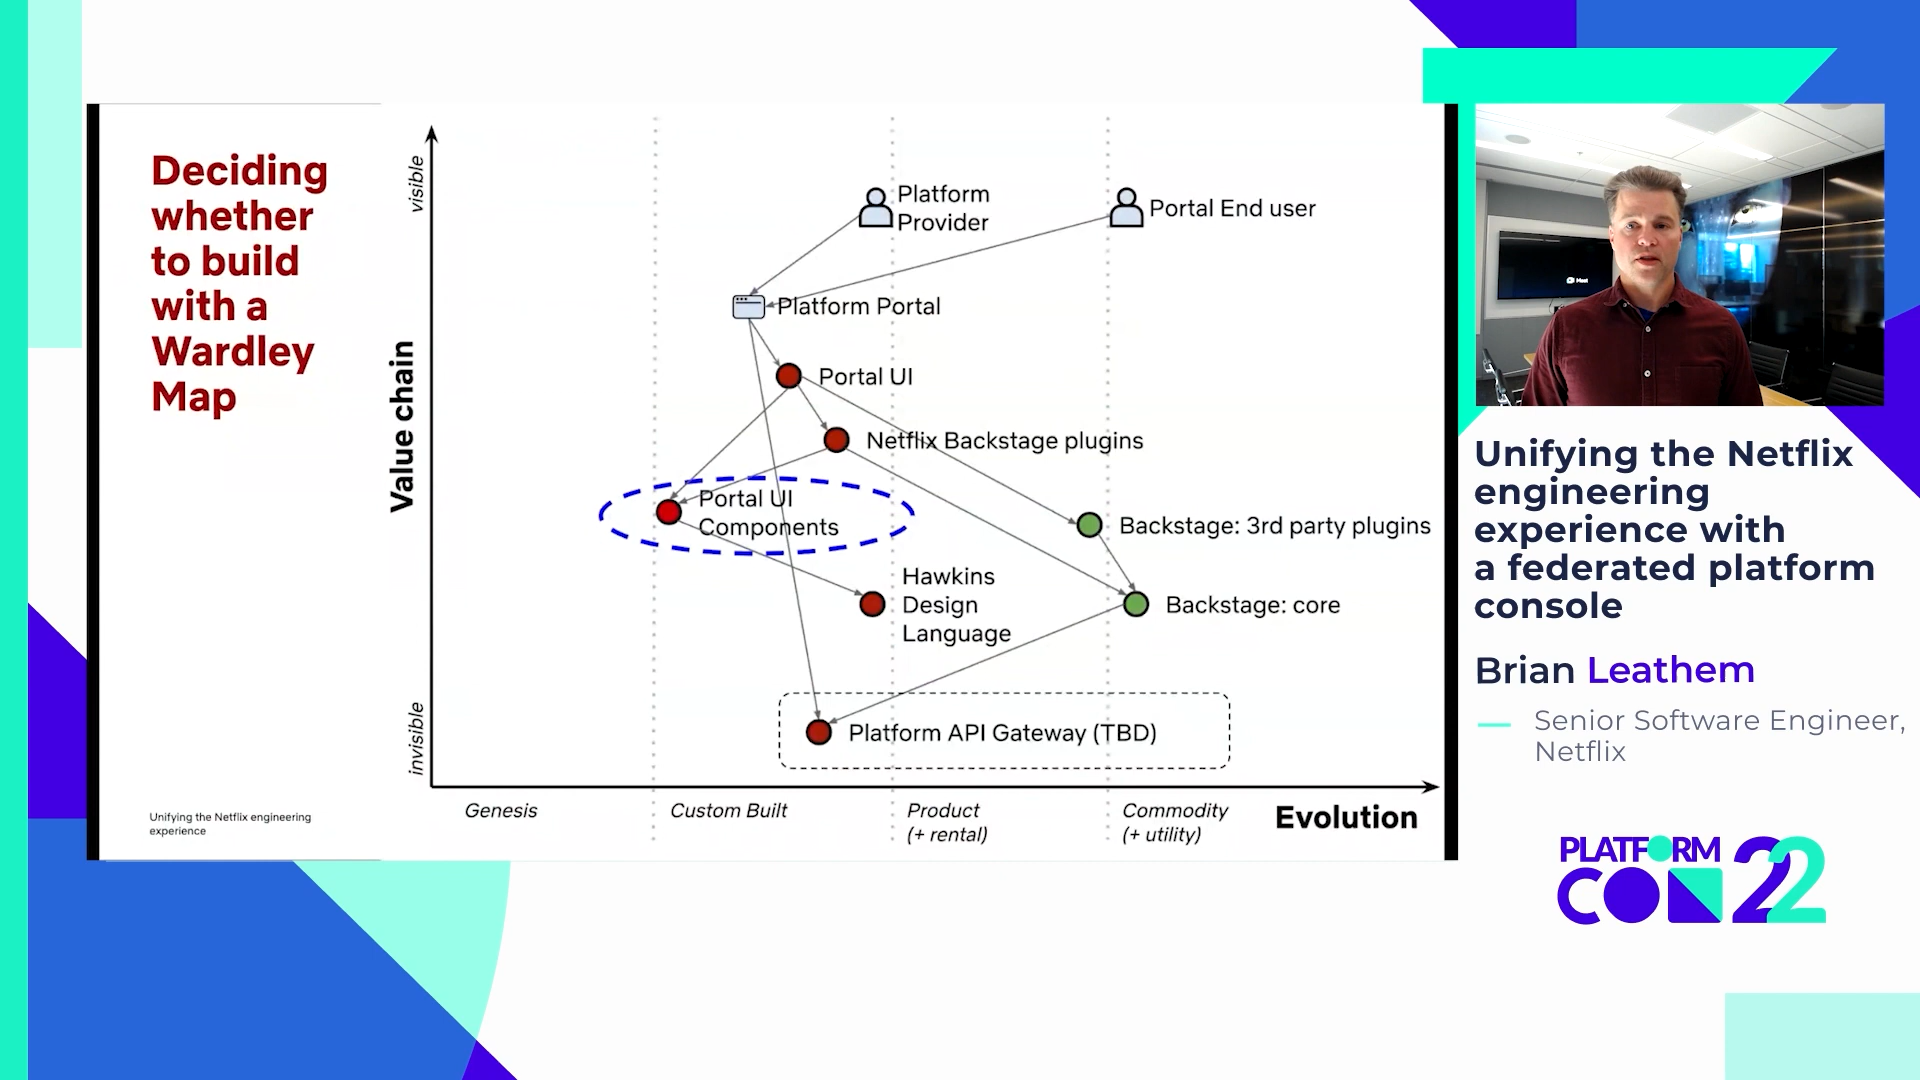 Deciding
whether
to build
with a
Wardley
Map
Unifying the Netflix engineering
experience
visible
Value chain
invisible
Platform
Provider
Portal End user
Platform Portal
Portal UI
Netflix Backstage plugins
Portal UI
Components
Backstage: 3rd party plugins
Hawkins
Design
Language
Backstage: core
Platform API Gateway (TBD)
Genesis
Custom Built
Product
(+ rental)
Commodity
(+ utility)
Evolution
Meet
Unifying the Netflix
engineering
experience with
a federated platform
console
Brian Leathem
Senior Software Engineer,
Netflix
PLATFORM
CON 22